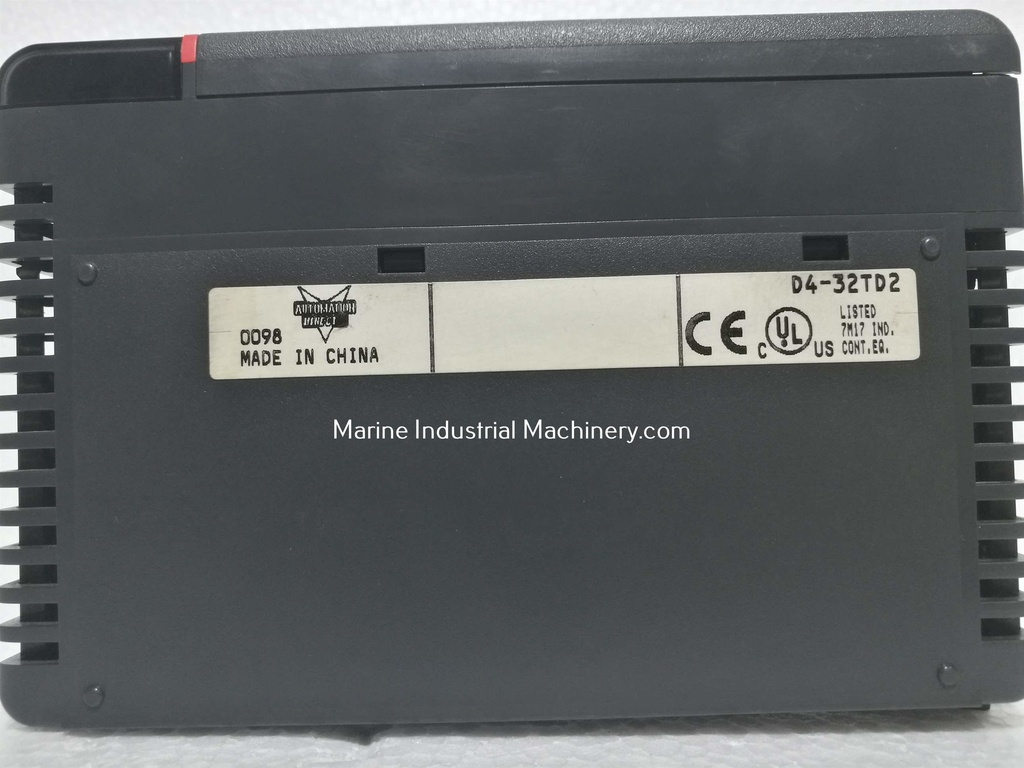 AUTOMATION
DIRECT
0098
MADE IN CHINA
CE
D4-32TD2
C UL US
LISTED
7M17 IND.
CONT.EQ.
Marine Industrial Machinery.com